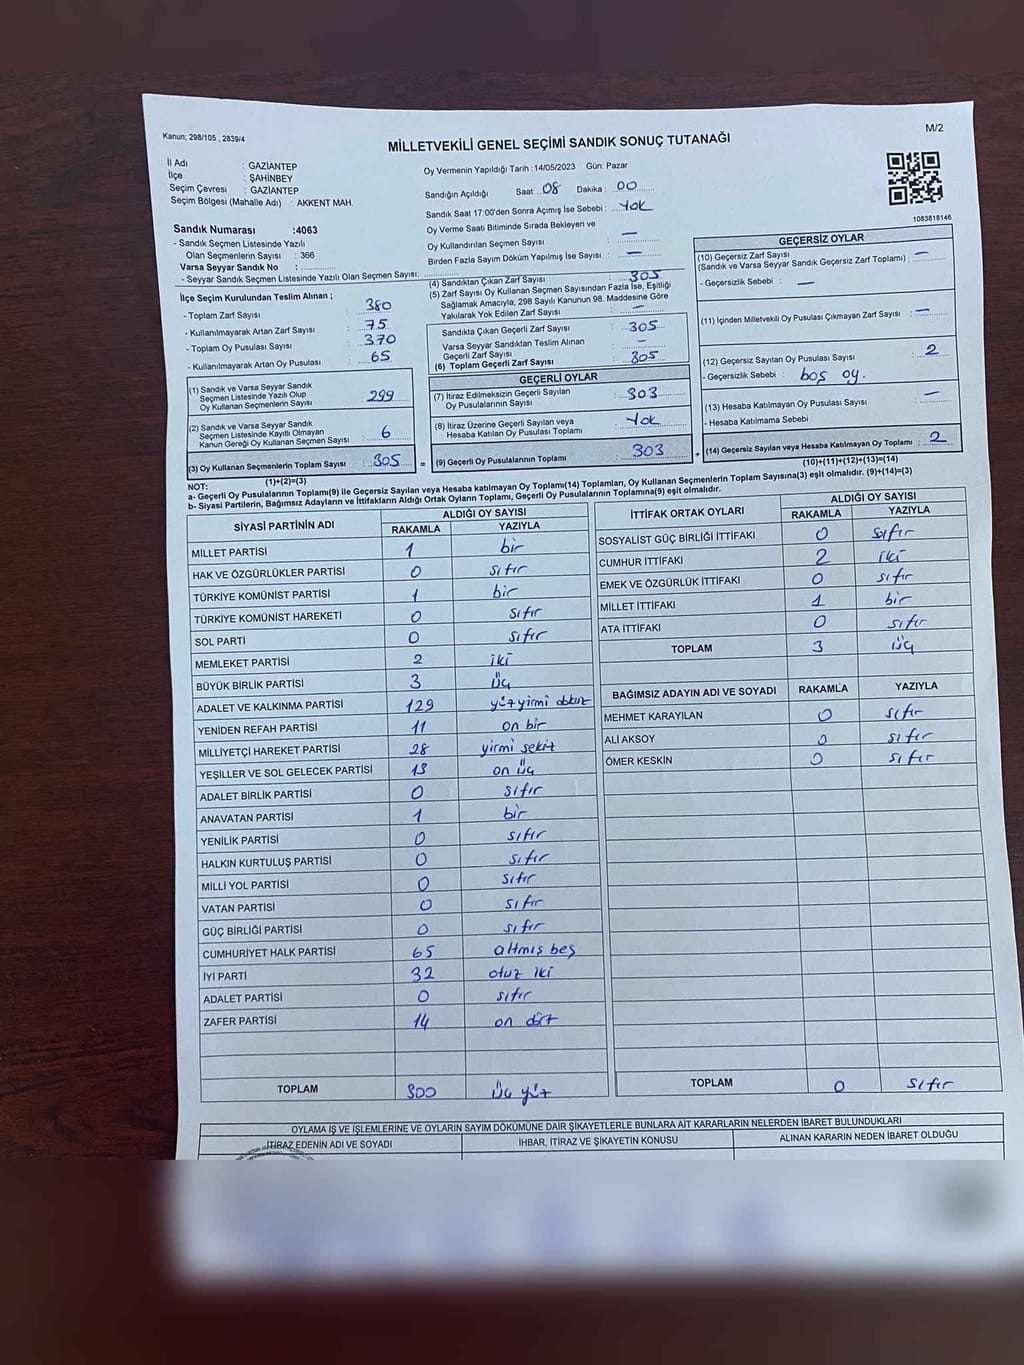 Kanun; 298/105 , 2839/4
M/2
MİLLETVEKİLİ GENEL SEÇİMİ SANDIK SONUÇ TUTANAĞI
İl Adı : GAZİANTEP
İlçe : ŞAHİNBEY
Seçim Çevresi : GAZİANTEP
Seçim Bölgesi (Mahalle Adı) : AKKENT MAH.
Sandık Numarası :4063
- Sandık Seçmen Listesinde Yazılı
Olan Seçmenlerin Sayısı : 366
Varsa Seyyar Sandık No :
- Seyyar Sandık Seçmen Listesinde Yazılı Olan Seçmen Sayısı:
Oy Vermenin Yapıldığı Tarih :14/05/2023 Gün: Pazar
Sandığın Açıldığı Saat: 08 Dakika : 00
Sandık Saat 17:00'den Sonra Açımış İse Sebebi : Yok
Oy Verme Saati Bitiminde Sırada Bekleyen ve
Oy Kullandırılan Seçmen Sayısı : —
Birden Fazla Sayım Döküm Yapılmış İse Sayısı : —
1083618146
İlçe Seçim Kurulundan Teslim Alınan ;
- Toplam Zarf Sayısı : 380
- Kullanılmayarak Artan Zarf Sayısı : 75
- Toplam Oy Pusulası Sayısı : 370
- Kullanılmayarak Artan Oy Pusulası : 65
(1) Sandık ve Varsa Seyyar Sandık
Seçmen Listesinde Yazılı Olup
Oy Kullanan Seçmenlerin Sayısı : 299
(2) Sandık ve Varsa Seyyar Sandık
Seçmen Listesinde Kayıtlı Olmayan
Kanun Gereği Oy Kullanan Seçmen Sayısı : 6
(3) Oy Kullanan Seçmenlerin Toplam Sayısı : 305
(1)+(2)=(3)
(4) Sandıktan Çıkan Zarf Sayısı : 305
(5) Zarf Sayısı Oy Kullanan Seçmen Sayısından Fazla İse, Eşitliği
Sağlamak Amacıyla; 298 Sayılı Kanunun 98. Maddesine Göre
Yakılarak Yok Edilen Zarf Sayısı : —
Sandıkta Çıkan Geçerli Zarf Sayısı : 305
Varsa Seyyar Sandıktan Teslim Alınan
Geçerli Zarf Sayısı : —
(6) Toplam Geçerli Zarf Sayısı : 305
GEÇERLİ OYLAR
(7) İtiraz Edilmeksizin Geçerli Sayılan
Oy Pusulalarının Sayısı : 303
(8) İtiraz Üzerine Geçerli Sayılan veya
Hesaba Katılan Oy Pusulası Toplamı : Yok
= (9) Geçerli Oy Pusulalarının Toplamı : 303
GEÇERSİZ OYLAR
(10) Geçersiz Zarf Sayısı
(Sandık ve Varsa Seyyar Sandık Geçersiz Zarf Toplamı) : —
- Geçersizlik Sebebi : —
(11) İçinden Milletvekili Oy Pusulası Çıkmayan Zarf Sayısı : —
(12) Geçersiz Sayılan Oy Pusulası Sayısı : 2
- Geçersizlik Sebebi : boş oy.
(13) Hesaba Katılmayan Oy Pusulası Sayısı : —
- Hesaba Katılmama Sebebi :
+ (14) Geçersiz Sayılan veya Hesaba Katılmayan Oy Toplamı : 2
(10)+(11)+(12)+(13)=(14)
NOT:
a- Geçerli Oy Pusulalarının Toplamı(9) ile Geçersiz Sayılan veya Hesaba katılmayan Oy Toplamı(14) Toplamları, Oy Kullanan Seçmenlerin Toplam Sayısına(3) eşit olmalıdır. (9)+(14)=(3)
b- Siyasi Partilerin, Bağımsız Adayların ve İttifakların Aldığı Ortak Oyların Toplamı, Geçerli Oy Pusulalarının Toplamına(9) eşit olmalıdır.
SİYASİ PARTİNİN ADI ALDIĞI OY SAYISI
RAKAMLA YAZIYLA
MİLLET PARTİSİ 1 bir
HAK VE ÖZGÜRLÜKLER PARTİSİ 0 sıfır
TÜRKİYE KOMÜNİST PARTİSİ 1 bir
TÜRKİYE KOMÜNİST HAREKETİ 0 sıfır
SOL PARTİ 0 sıfır
MEMLEKET PARTİSİ 2 iki
BÜYÜK BİRLİK PARTİSİ 3 üç
ADALET VE KALKINMA PARTİSİ 129 yüz yirmi dokuz
YENİDEN REFAH PARTİSİ 11 on bir
MİLLİYETÇİ HAREKET PARTİSİ 28 yirmi sekiz
YEŞİLLER VE SOL GELECEK PARTİSİ 13 on üç
ADALET BİRLİK PARTİSİ 0 sıfır
ANAVATAN PARTİSİ 1 bir
YENİLİK PARTİSİ 0 sıfır
HALKIN KURTULUŞ PARTİSİ 0 sıfır
MİLLİ YOL PARTİSİ 0 sıfır
VATAN PARTİSİ 0 sıfır
GÜÇ BİRLİĞİ PARTİSİ 0 sıfır
CUMHURİYET HALK PARTİSİ 65 altmış beş
İYİ PARTİ 32 otuz iki
ADALET PARTİSİ 0 sıfır
ZAFER PARTİSİ 14 on dört
TOPLAM 300 üç yüz
İTTİFAK ORTAK OYLARI ALDIĞI OY SAYISI
RAKAMLA YAZIYLA
SOSYALİST GÜÇ BİRLİĞİ İTTİFAKI 0 sıfır
CUMHUR İTTİFAKI 2 iki
EMEK VE ÖZGÜRLÜK İTTİFAKI 0 sıfır
MİLLET İTTİFAKI 1 bir
ATA İTTİFAKI 0 sıfır
TOPLAM 3 üç
BAĞIMSIZ ADAYIN ADI VE SOYADI RAKAMLA YAZIYLA
MEHMET KARAYILAN 0 sıfır
ALİ AKSOY 0 sıfır
ÖMER KESKİN 0 sıfır
TOPLAM 0 sıfır
OYLAMA İŞ VE İŞLEMLERİNE VE OYLARIN SAYIM DÖKÜMÜNE DAİR ŞİKAYETLERLE BUNLARA AİT KARARLARIN NELERDEN İBARET BULUNDUKLARI
İTİRAZ EDENİN ADI VE SOYADI İHBAR, İTİRAZ VE ŞİKAYETİN KONUSU ALINAN KARARIN NEDEN İBARET OLDUĞU